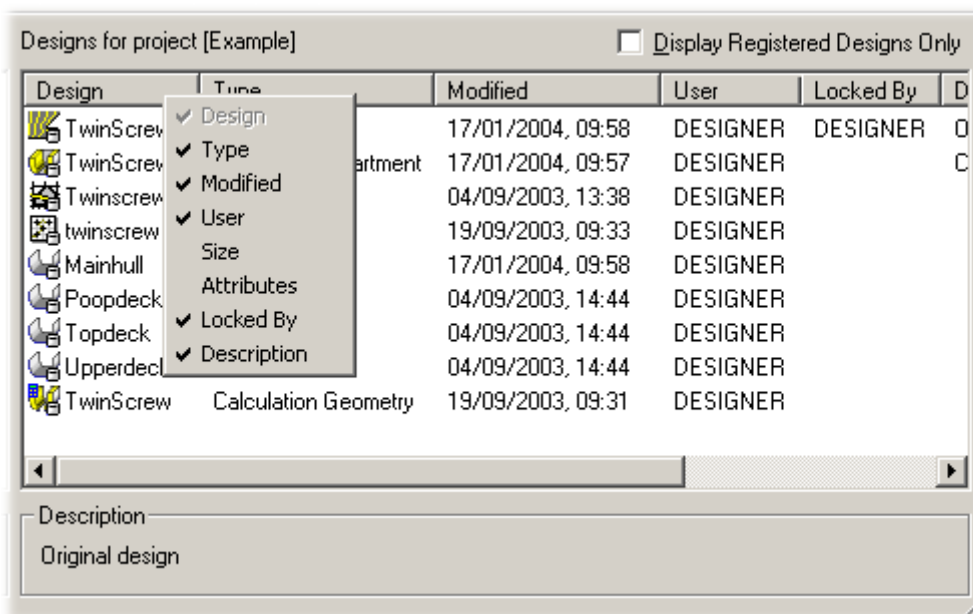 Designs for project [Example] Display Registered Designs Only
Design Type Modified User Locked By D
TwinScrew 17/01/2004, 09:58 DESIGNER DESIGNER O
TwinScrew artment 17/01/2004, 09:57 DESIGNER C
Twinscrew 04/09/2003, 13:38 DESIGNER
twinscrew 19/09/2003, 09:33 DESIGNER
Mainhull 17/01/2004, 09:58 DESIGNER
Poopdeck 04/09/2003, 14:44 DESIGNER
Topdeck 04/09/2003, 14:44 DESIGNER
Upperdeck 04/09/2003, 14:44 DESIGNER
TwinScrew Calculation Geometry 19/09/2003, 09:31 DESIGNER
Design
Type
Modified
User
Size
Attributes
Locked By
Description
Description
Original design